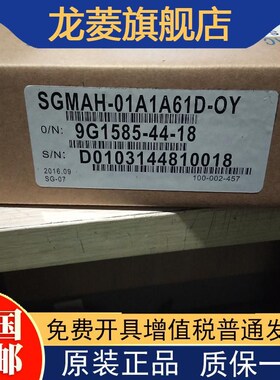 龙菱旗舰店
SGMAH-01A1A61D-OY
O/N: 9G1585-44-18
S/N: D0103144810018
2016.09
SG-07
100-002-457
国
邮
免费开具增值税普通发
原装正品 质保一年